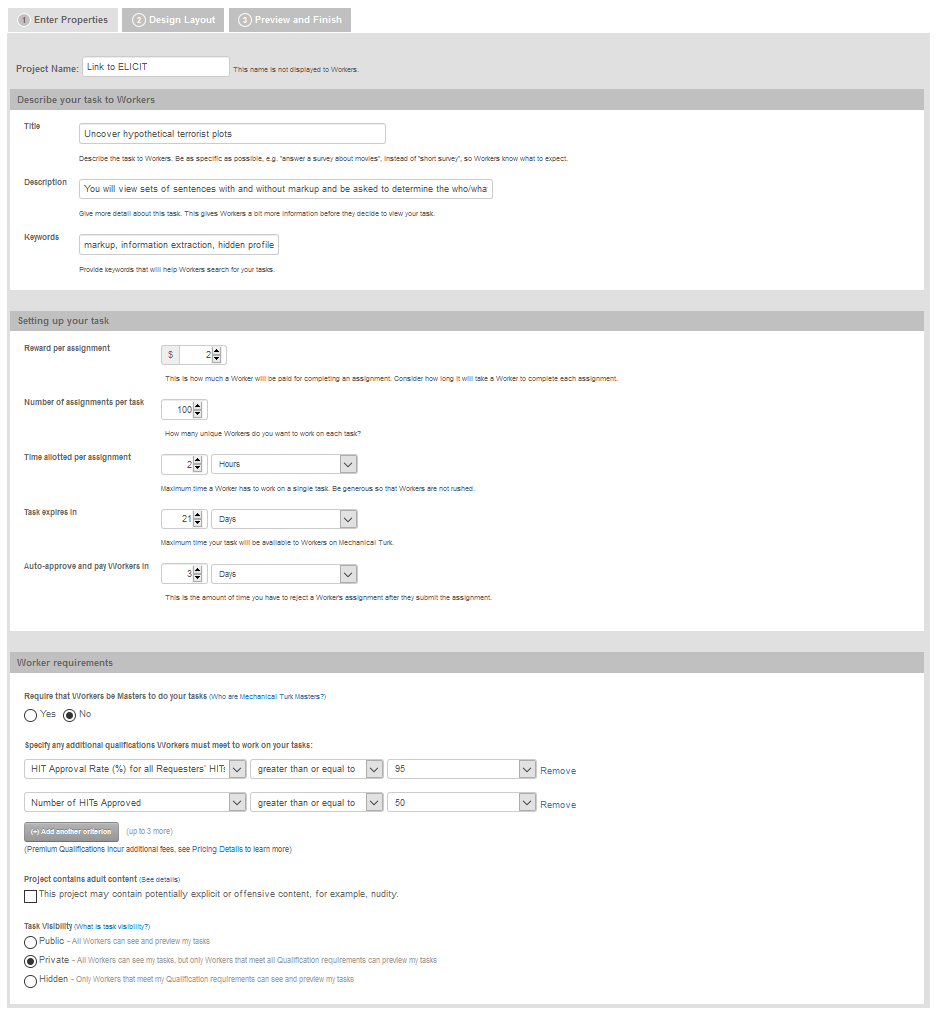 1 Enter Properties 2 Design Layout 3 Preview and Finish
Project Name: Link to ELICIT This name is not displayed to Workers.
Describe your task to Workers
Title
Uncover hypothetical terrorist plots
Describe the task to Workers. Be as specific as possible, e.g. "answer a survey about movies", instead of "short survey", so Workers know what to expect.
Description
You will view sets of sentences with and without markup and be asked to determine the who/wha
Give more detail about this task. This gives Workers a bit more information before they decide to view your task.
Keywords
markup, information extraction, hidden profile
Provide keywords that will help Workers search for your tasks.
Setting up your task
Reward per assignment
$ 2
This is how much a Worker will be paid for completing an assignment. Consider how long it will take a Worker to complete each assignment.
Number of assignments per task
100
How many unique Workers do you want to work on each task?
Time allotted per assignment
2 Hours
Maximum time a Worker has to work on a single task. Be generous so that Workers are not rushed.
Task expires in
21 Days
Maximum time your task will be available to Workers on Mechanical Turk.
Auto-approve and pay Workers in
3 Days
This is the amount of time you have to reject a Worker's assignment after they submit the assignment.
Worker requirements
Require that Workers be Masters to do your tasks (Who are Mechanical Turk Masters?)
Yes No
Specify any additional qualifications Workers must meet to work on your tasks:
HIT Approval Rate (%) for all Requesters' HITs greater than or equal to 95 Remove
Number of HITs Approved greater than or equal to 50 Remove
(+) Add another criterion (up to 3 more)
(Premium Qualifications incur additional fees, see Pricing Details to learn more)
Project contains adult content (See details)
This project may contain potentially explicit or offensive content, for example, nudity.
Task Visibility (What is task visibility?)
Public - All Workers can see and preview my tasks
Private - All Workers can see my tasks, but only Workers that meet all Qualification requirements can preview my tasks
Hidden - Only Workers that meet my Qualification requirements can see and preview my tasks